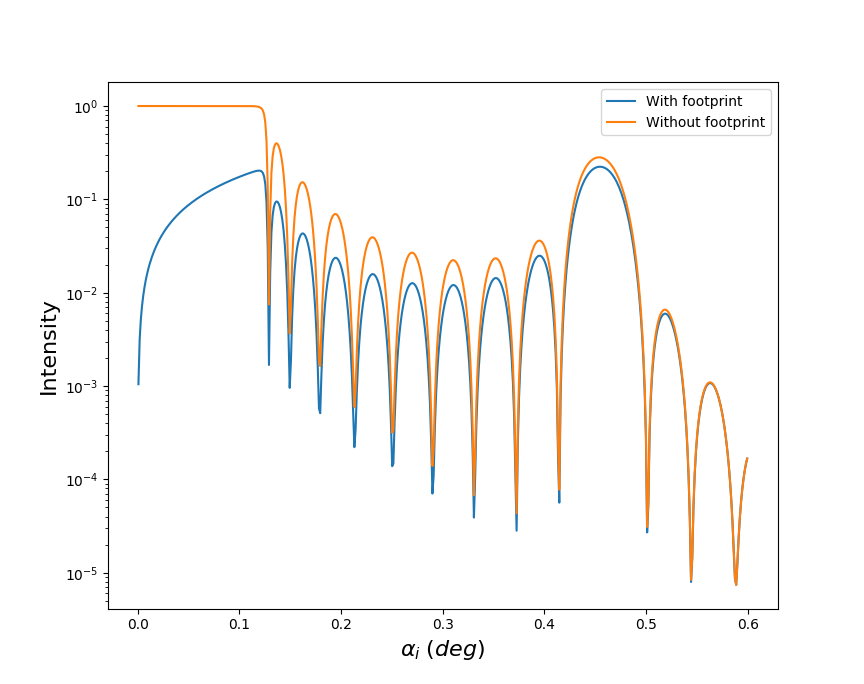 With footprint
Without footprint
10⁰
10⁻¹
10⁻²
10⁻³
10⁻⁴
10⁻⁵
Intensity
0.0 0.1 0.2 0.3 0.4 0.5 0.6
αᵢ (deg)